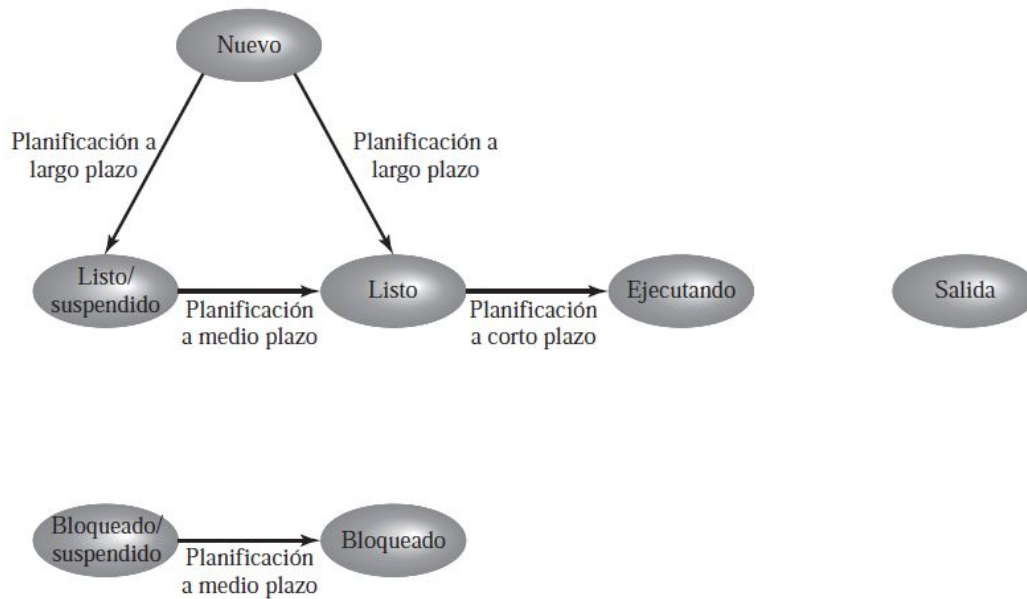 Nuevo
Planificación a
largo plazo
Planificación a
largo plazo
Listo/
suspendido
Planificación
a medio plazo
Listo
Planificación
a corto plazo
Ejecutando
Salida
Bloqueado/
suspendido
Planificación
a medio plazo
Bloqueado